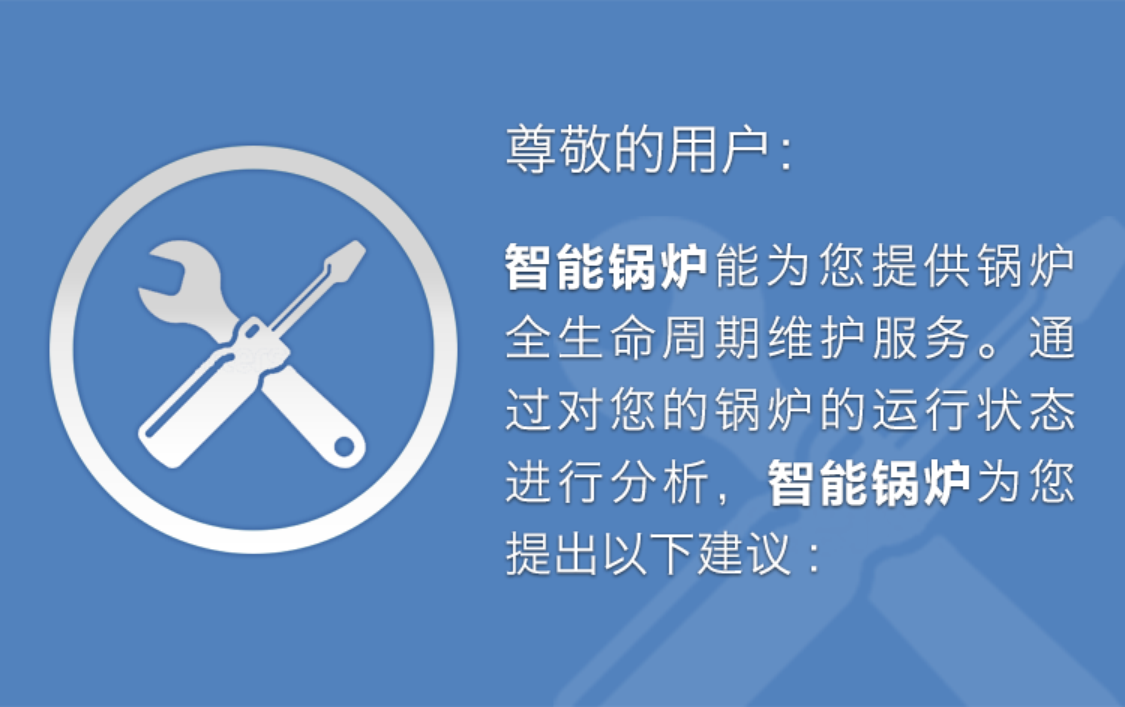 尊敬的用户：
智能锅炉能为您提供锅炉
全生命周期维护服务。通
过对您的锅炉的运行状态
进行分析，智能锅炉为您
提出以下建议：